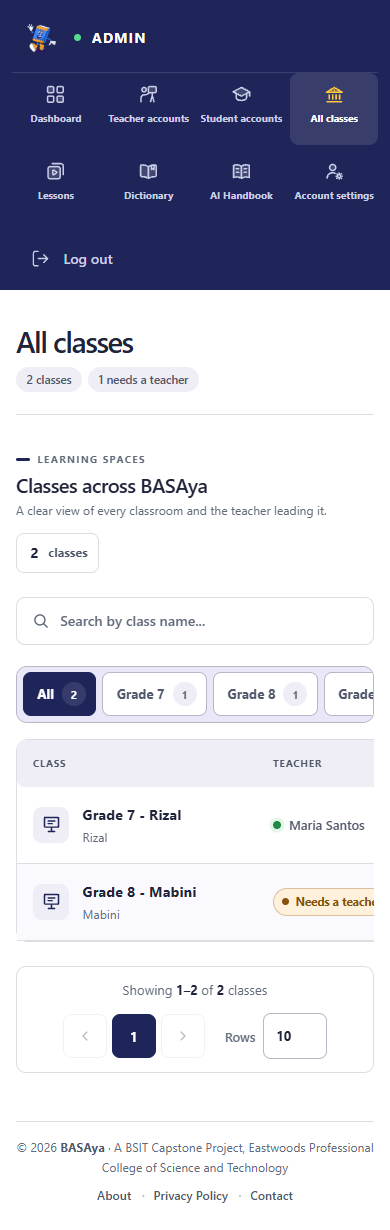 ADMIN
Dashboard
Teacher accounts
Student accounts
All classes
Lessons
Dictionary
AI Handbook
Account settings
Log out
All classes
2 classes
1 needs a teacher
LEARNING SPACES
Classes across BASAya
A clear view of every classroom and the teacher leading it.
2 classes
Search by class name...
All 2
Grade 7 1
Grade 8 1
Grade
CLASS
TEACHER
Grade 7 - Rizal
Rizal
Maria Santos
Grade 8 - Mabini
Mabini
Needs a teache
Showing 1–2 of 2 classes
1
Rows 10
© 2026 BASAya · A BSIT Capstone Project, Eastwoods Professional
College of Science and Technology
About · Privacy Policy · Contact